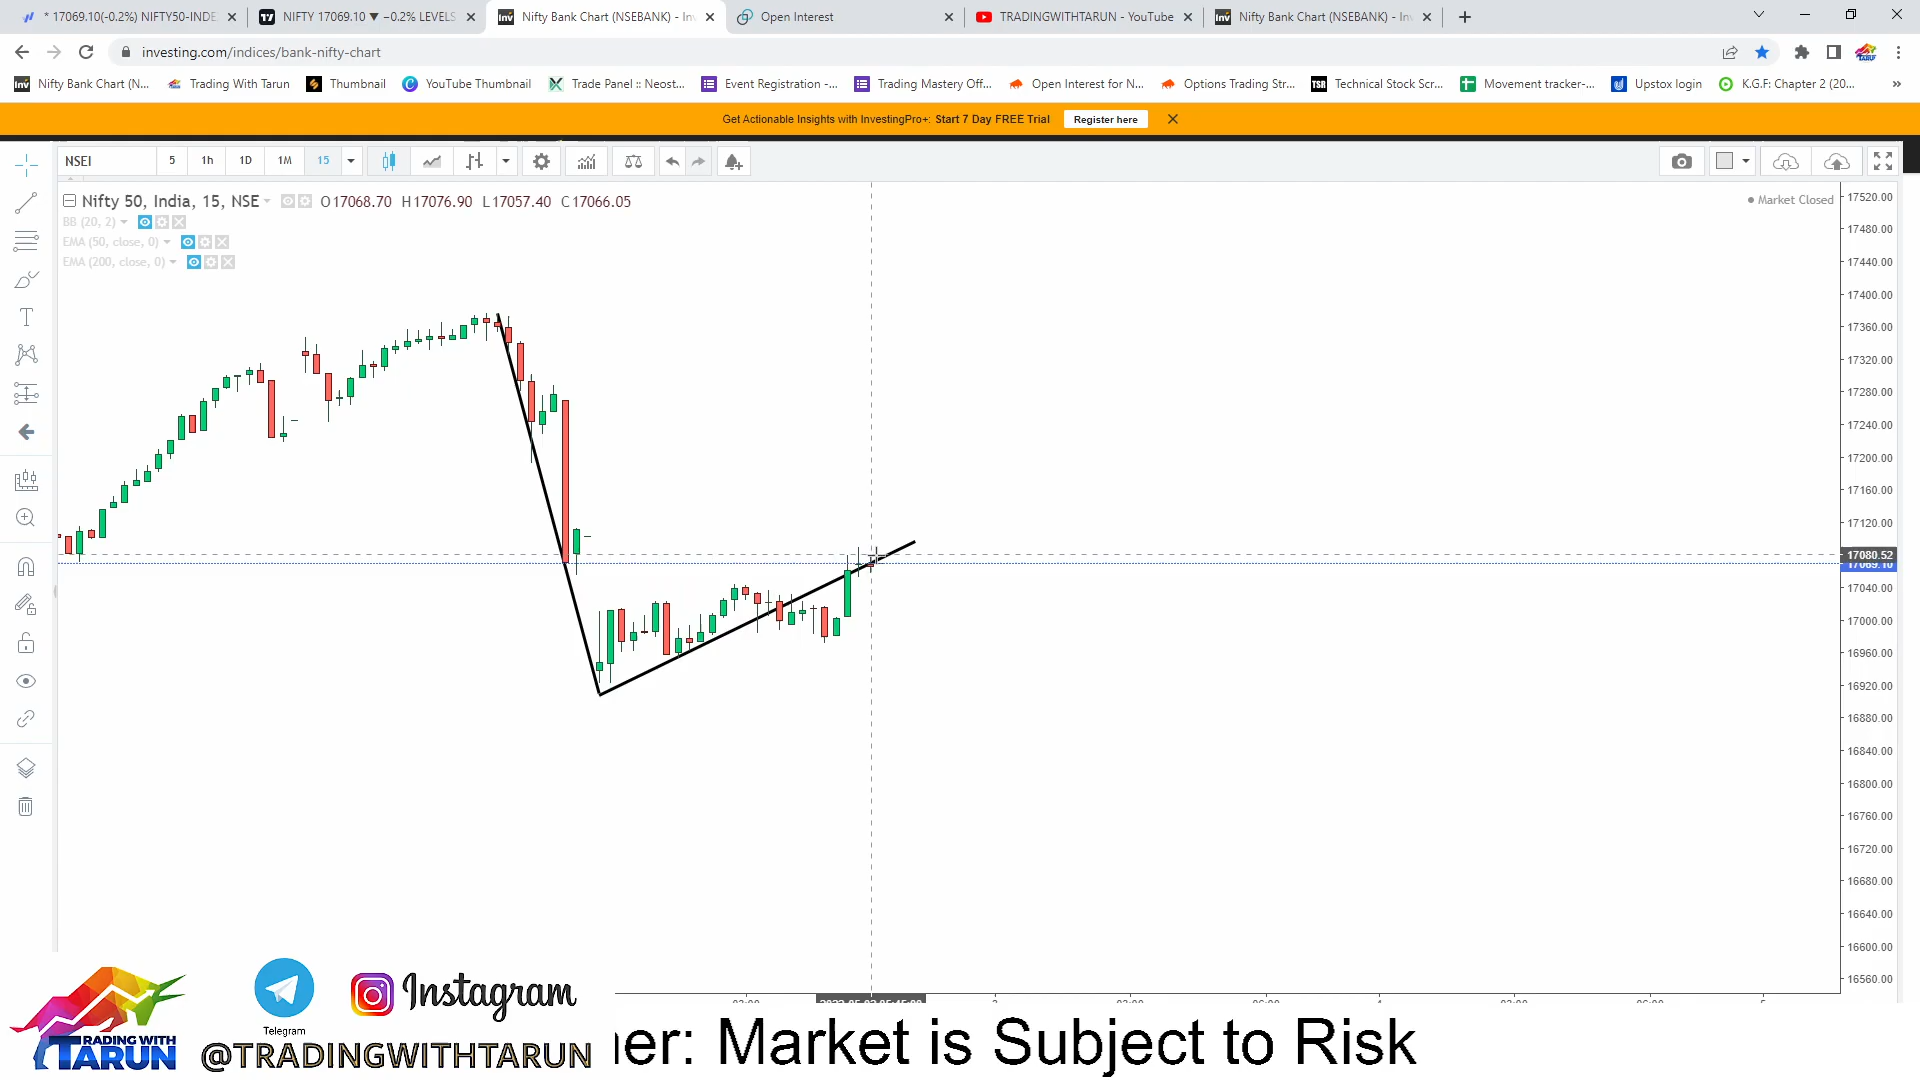 * 17069.10(-0.2%) NIFTY50-INDE
NIFTY 17069.10 ▼ −0.2% LEVELS
Nifty Bank Chart (NSEBANK) - In
Open Interest
TRADINGWITHTARUN - YouTube
Nifty Bank Chart (NSEBANK) - In
investing.com/indices/bank-nifty-chart
Nifty Bank Chart (N...
Trading With Tarun
Thumbnail
YouTube Thumbnail
Trade Panel :: Neost...
Event Registration -...
Trading Mastery Off...
Open Interest for N...
Options Trading Str...
Technical Stock Scr...
Movement tracker-...
Upstox login
K.G.F: Chapter 2 (20...
»
Get Actionable Insights with InvestingPro+: Start 7 Day FREE Trial
Register here
NSEI 5 1h 1D 1M 15
Nifty 50, India, 15, NSE O17068.70 H17076.90 L17057.40 C17066.05
BB (20, 2)
EMA (50, close, 0)
EMA (200, close, 0)
Market Closed
17520.00
17480.00
17440.00
17400.00
17360.00
17320.00
17280.00
17240.00
17200.00
17160.00
17120.00
17080.52
17069.10
17040.00
17000.00
16960.00
16920.00
16880.00
16840.00
16800.00
16760.00
16720.00
16680.00
16640.00
16600.00
16560.00
Telegram
Instagram
TRADING WITH
TARUN
@TRADINGWITHTARUN
ner: Market is Subject to Risk